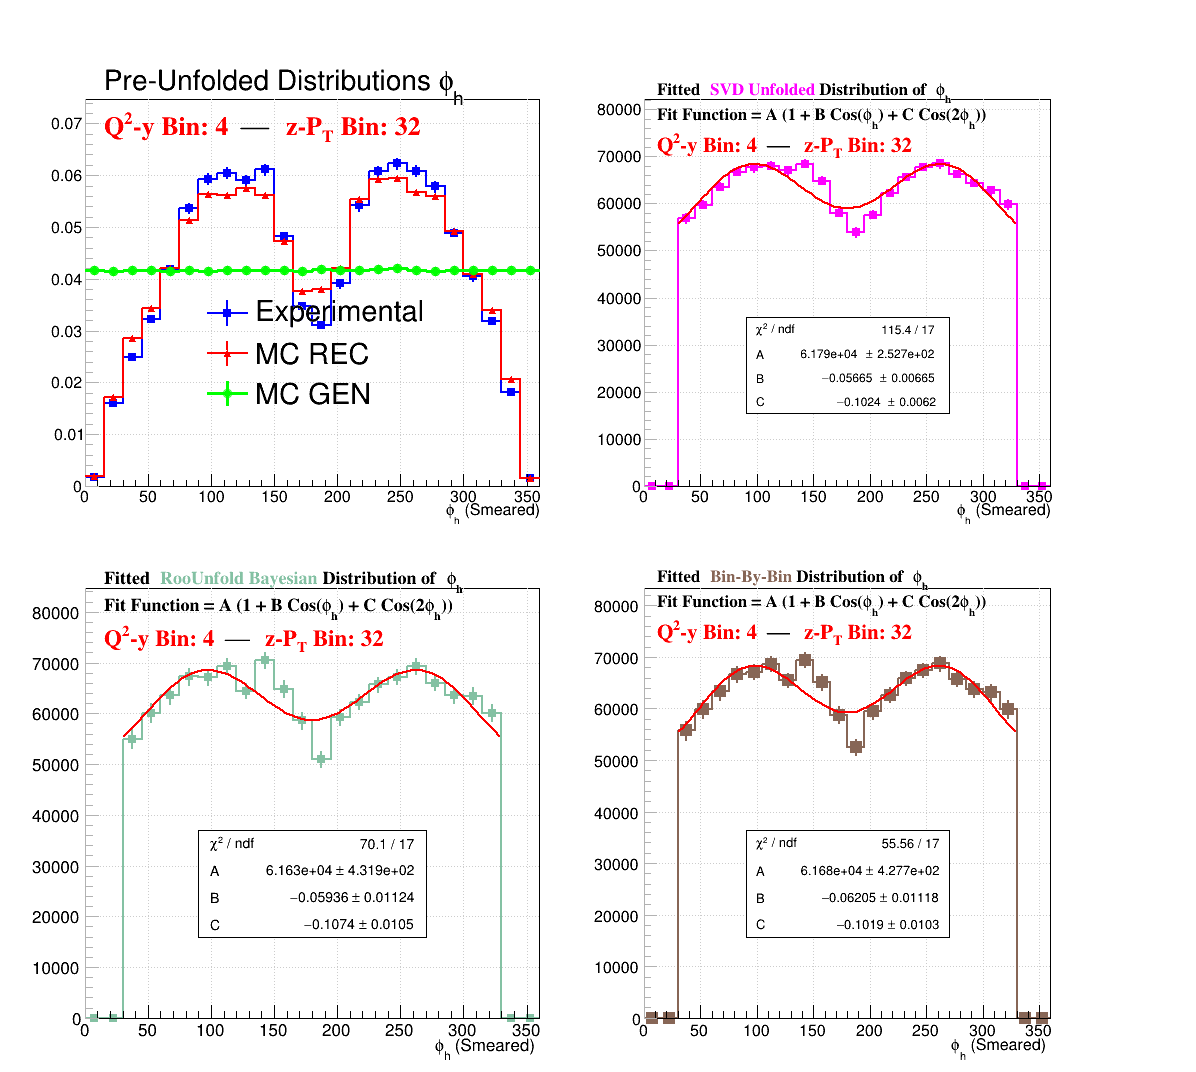 Pre-Unfolded Distributions ϕh
Q²-y Bin: 4 — z-PT Bin: 32
0.07
0.06
0.05
0.04
0.03
0.02
0.01
0
Experimental
MC REC
MC GEN
0 50 100 150 200 250 300 350
ϕh (Smeared)
Fitted SVD Unfolded Distribution of ϕh
Fit Function = A (1 + B Cos(ϕh) + C Cos(2ϕh))
Q²-y Bin: 4 — z-PT Bin: 32
80000
70000
60000
50000
40000
30000
20000
10000
0
χ² / ndf 115.4 / 17
A 6.179e+04 ± 2.527e+02
B −0.05665 ± 0.00665
C −0.1024 ± 0.0062
0 50 100 150 200 250 300 350
ϕh (Smeared)
Fitted RooUnfold Bayesian Distribution of ϕh
Fit Function = A (1 + B Cos(ϕh) + C Cos(2ϕh))
Q²-y Bin: 4 — z-PT Bin: 32
80000
70000
60000
50000
40000
30000
20000
10000
0
χ² / ndf 70.1 / 17
A 6.163e+04 ± 4.319e+02
B −0.05936 ± 0.01124
C −0.1074 ± 0.0105
0 50 100 150 200 250 300 350
ϕh (Smeared)
Fitted Bin-By-Bin Distribution of ϕh
Fit Function = A (1 + B Cos(ϕh) + C Cos(2ϕh))
Q²-y Bin: 4 — z-PT Bin: 32
80000
70000
60000
50000
40000
30000
20000
10000
0
χ² / ndf 55.56 / 17
A 6.168e+04 ± 4.277e+02
B −0.06205 ± 0.01118
C −0.1019 ± 0.0103
0 50 100 150 200 250 300 350
ϕh (Smeared)